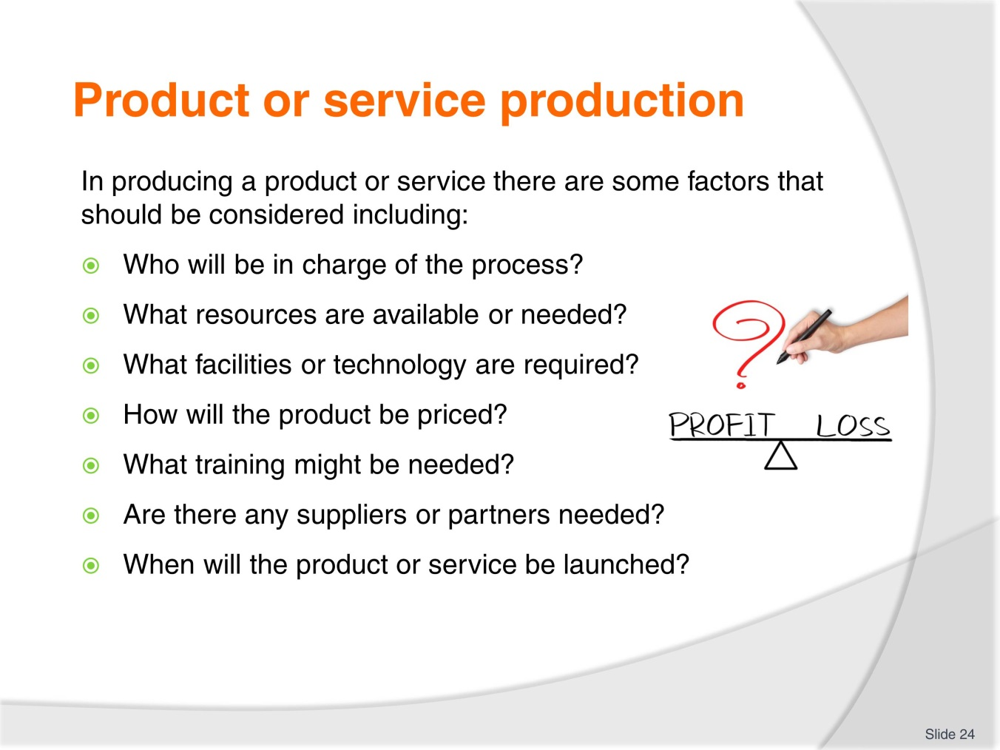 Product or service production
In producing a product or service there are some factors that
should be considered including:
Who will be in charge of the process?
What resources are available or needed?
What facilities or technology are required?
How will the product be priced?
What training might be needed?
Are there any suppliers or partners needed?
When will the product or service be launched?
?
PROFIT LOSS
Slide 24